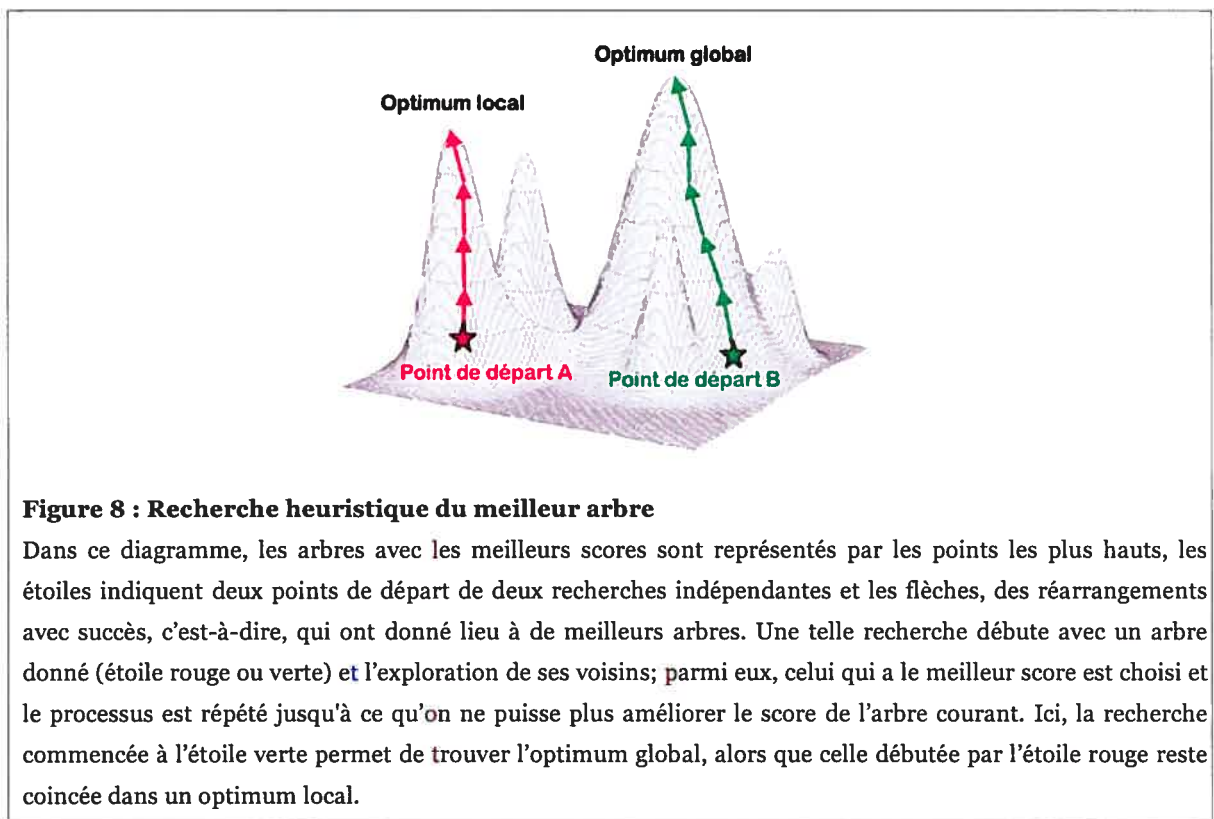 Optimum global
Optimum local
Point de départ A
Point de départ B
Figure 8 : Recherche heuristique du meilleur arbre
Dans ce diagramme, les arbres avec les meilleurs scores sont représentés par les points les plus hauts, les
étoiles indiquent deux points de départ de deux recherches indépendantes et les flèches, des réarrangements
avec succès, c'est-à-dire, qui ont donné lieu à de meilleurs arbres. Une telle recherche débute avec un arbre
donné (étoile rouge ou verte) et l'exploration de ses voisins; parmi eux, celui qui a le meilleur score est choisi et
le processus est répété jusqu'à ce qu'on ne puisse plus améliorer le score de l'arbre courant. Ici, la recherche
commencée à l'étoile verte permet de trouver l'optimum global, alors que celle débutée par l'étoile rouge reste
coincée dans un optimum local.